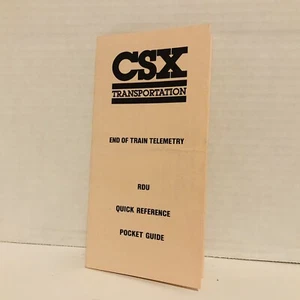 CSX
TRANSPORTATION
END OF TRAIN TELEMETRY
RDU
QUICK REFERENCE
POCKET GUIDE